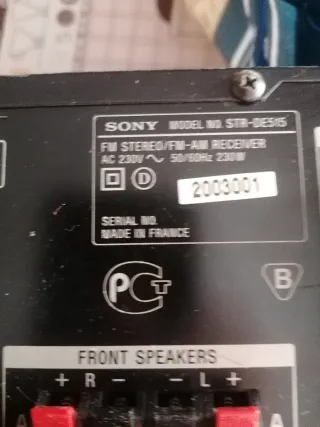 SONY MODEL NO. STR-DE515
FM STEREO/FM-AM RECEIVER
AC 230V ~ 50/60Hz 230W
D
2003001
SERIAL NO.
MADE IN FRANCE
PCT
B
FRONT SPEAKERS
+ R - - L +
A A